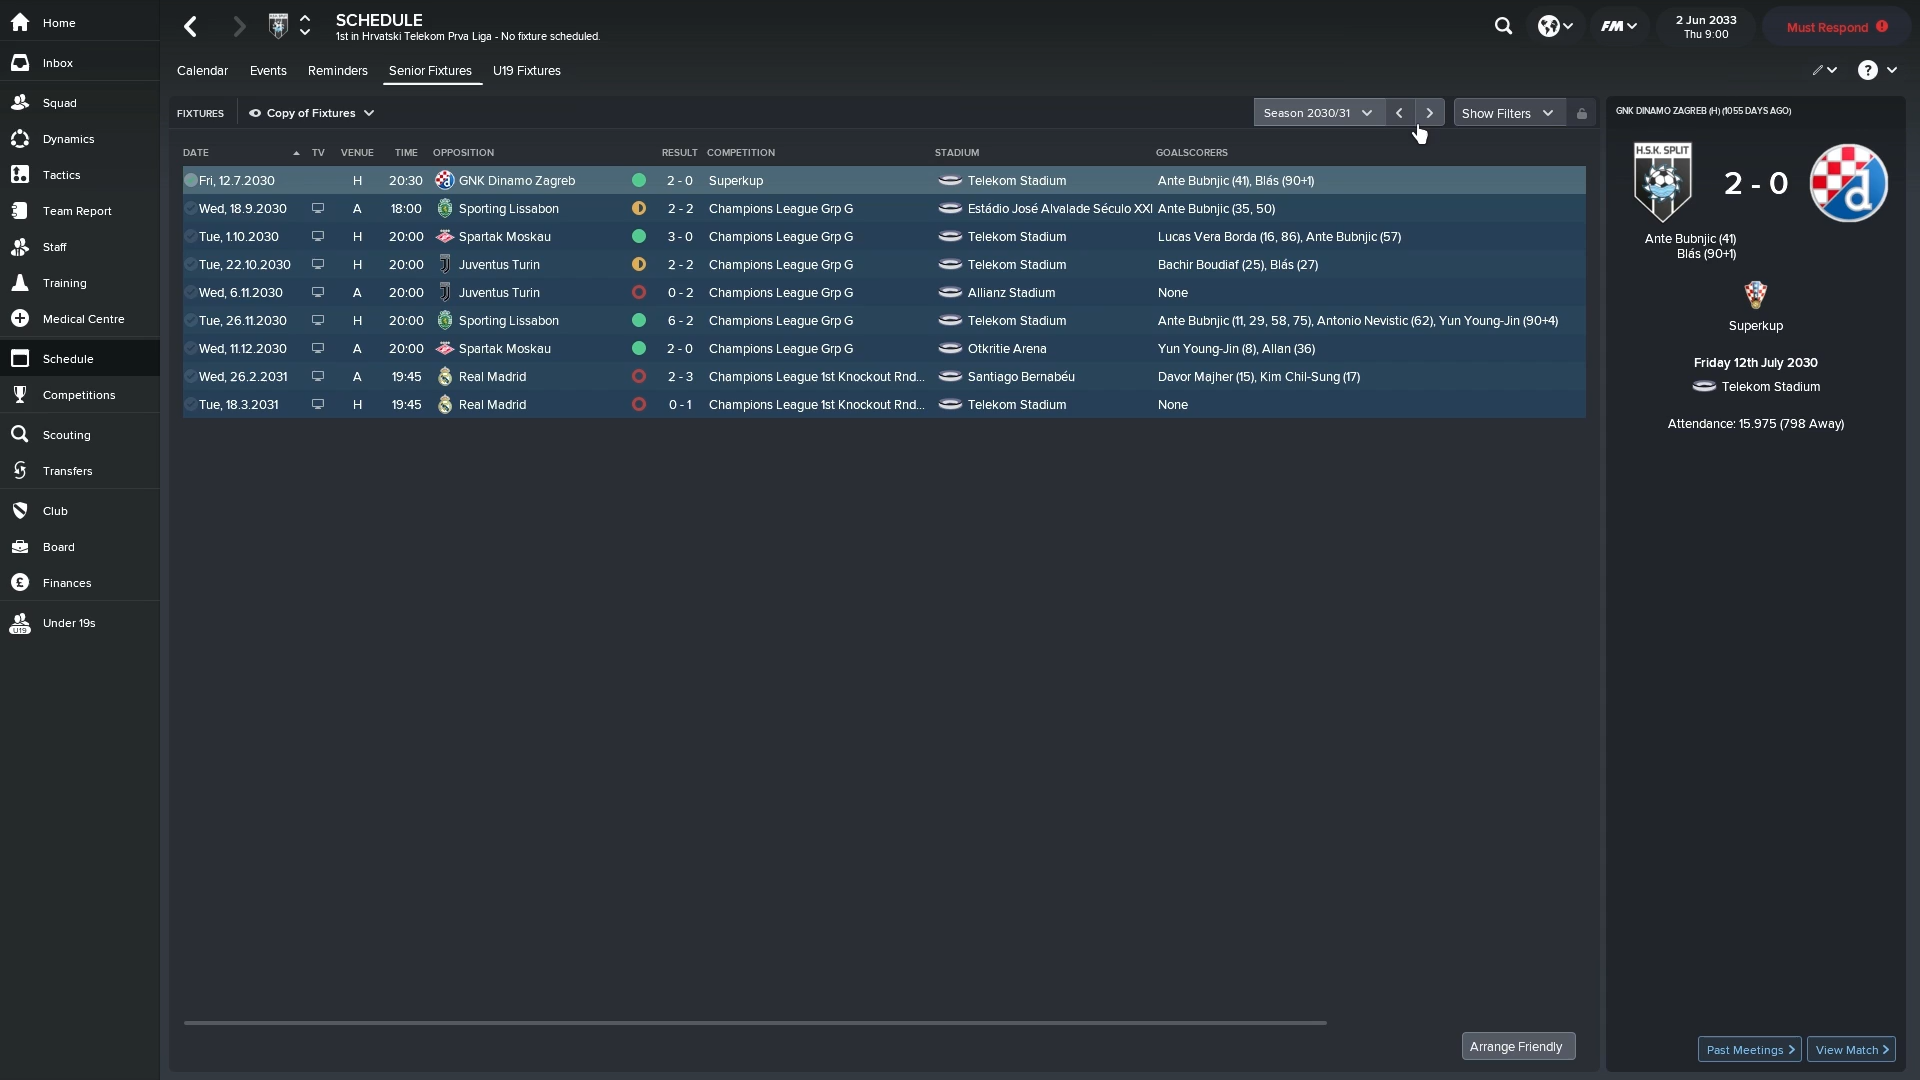 Home
Inbox
Squad
Dynamics
Tactics
Team Report
Staff
Training
Medical Centre
Schedule
Competitions
Scouting
Transfers
Club
Board
Finances
U19
Under 19s
SCHEDULE
1st in Hrvatski Telekom Prva Liga - No fixture scheduled.
FM
2 Jun 2033
Thu 9:00
Must Respond
Calendar Events Reminders Senior Fixtures U19 Fixtures
?
FIXTURES Copy of Fixtures Season 2030/31 Show Filters
DATE TV VENUE TIME OPPOSITION RESULT COMPETITION STADIUM GOALSCORERS
Fri, 12.7.2030 H 20:30 GNK Dinamo Zagreb 2 - 0 Superkup Telekom Stadium Ante Bubnjic (41), Blás (90+1)
Wed, 18.9.2030 A 18:00 Sporting Lissabon 2 - 2 Champions League Grp G Estádio José Alvalade Século XXI Ante Bubnjic (35, 50)
Tue, 1.10.2030 H 20:00 Spartak Moskau 3 - 0 Champions League Grp G Telekom Stadium Lucas Vera Borda (16, 86), Ante Bubnjic (57)
Tue, 22.10.2030 H 20:00 Juventus Turin 2 - 2 Champions League Grp G Telekom Stadium Bachir Boudiaf (25), Blás (27)
Wed, 6.11.2030 A 20:00 Juventus Turin 0 - 2 Champions League Grp G Allianz Stadium None
Tue, 26.11.2030 H 20:00 Sporting Lissabon 6 - 2 Champions League Grp G Telekom Stadium Ante Bubnjic (11, 29, 58, 75), Antonio Nevistic (62), Yun Young-Jin (90+4)
Wed, 11.12.2030 A 20:00 Spartak Moskau 2 - 0 Champions League Grp G Otkritie Arena Yun Young-Jin (8), Allan (36)
Wed, 26.2.2031 A 19:45 Real Madrid 2 - 3 Champions League 1st Knockout Rnd... Santiago Bernabéu Davor Majher (15), Kim Chil-Sung (17)
Tue, 18.3.2031 H 19:45 Real Madrid 0 - 1 Champions League 1st Knockout Rnd... Telekom Stadium None
Arrange Friendly
GNK DINAMO ZAGREB (H) (1055 DAYS AGO)
H.S.K. SPLIT
2 - 0
d
Ante Bubnjic (41)
Blás (90+1)
Superkup
Friday 12th July 2030
Telekom Stadium
Attendance: 15.975 (798 Away)
Past Meetings View Match